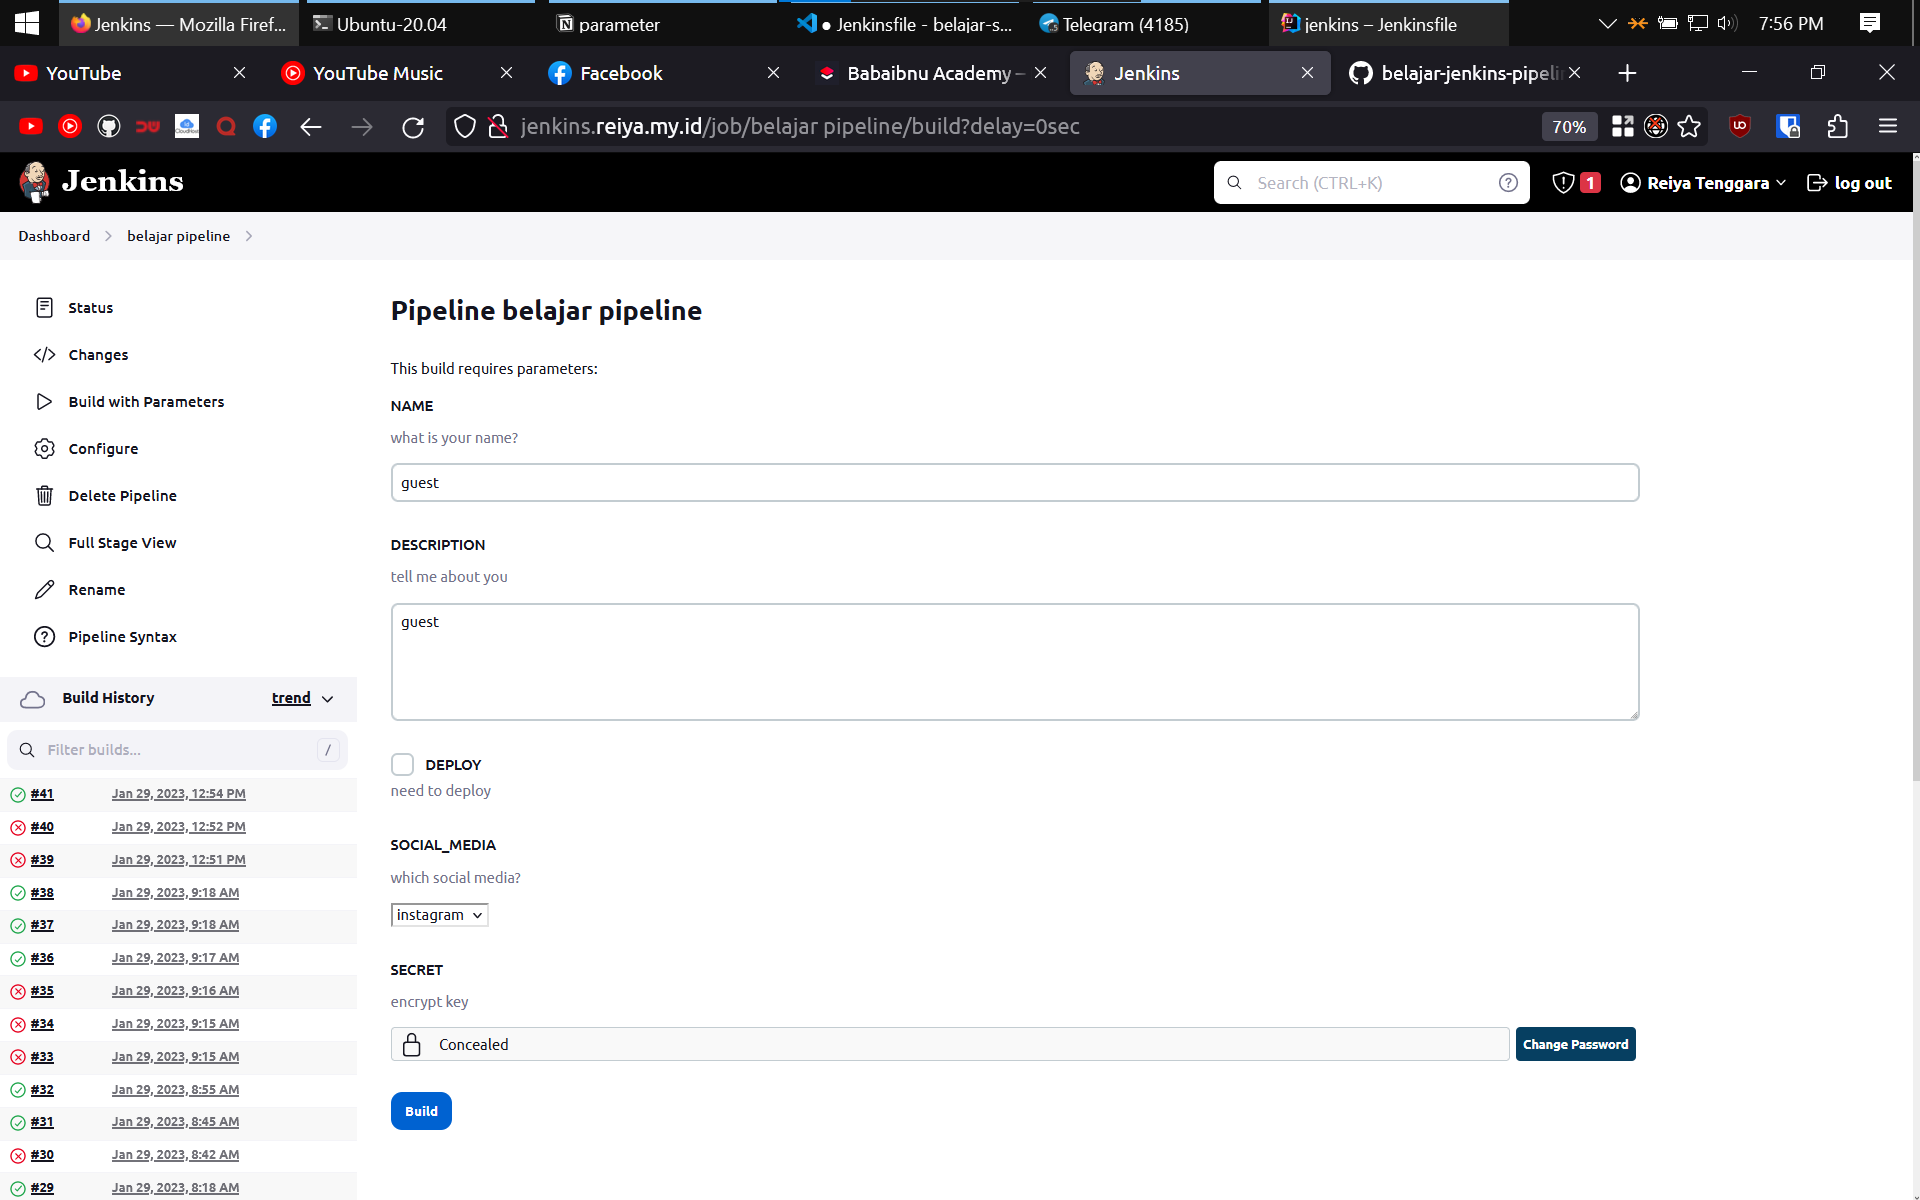 Jenkins — Mozilla Firef...
Ubuntu-20.04
parameter
● Jenkinsfile - belajar-s...
Telegram (4185)
jenkins – Jenkinsfile
7:56 PM
YouTube
YouTube Music
Facebook
Babaibnu Academy –
Jenkins
belajar-jenkins-pipeli
jenkins.reiya.my.id/job/belajar pipeline/build?delay=0sec
70%
Jenkins
Search (CTRL+K)
1
Reiya Tenggara
log out
Dashboard
belajar pipeline
Status
Changes
Build with Parameters
Configure
Delete Pipeline
Full Stage View
Rename
Pipeline Syntax
Build History
trend
Filter builds...
/
#41 Jan 29, 2023, 12:54 PM
#40 Jan 29, 2023, 12:52 PM
#39 Jan 29, 2023, 12:51 PM
#38 Jan 29, 2023, 9:18 AM
#37 Jan 29, 2023, 9:18 AM
#36 Jan 29, 2023, 9:17 AM
#35 Jan 29, 2023, 9:16 AM
#34 Jan 29, 2023, 9:15 AM
#33 Jan 29, 2023, 9:15 AM
#32 Jan 29, 2023, 8:55 AM
#31 Jan 29, 2023, 8:45 AM
#30 Jan 29, 2023, 8:42 AM
#29 Jan 29, 2023, 8:18 AM
Pipeline belajar pipeline
This build requires parameters:
NAME
what is your name?
guest
DESCRIPTION
tell me about you
guest
DEPLOY
need to deploy
SOCIAL_MEDIA
which social media?
instagram
SECRET
encrypt key
Concealed
Change Password
Build